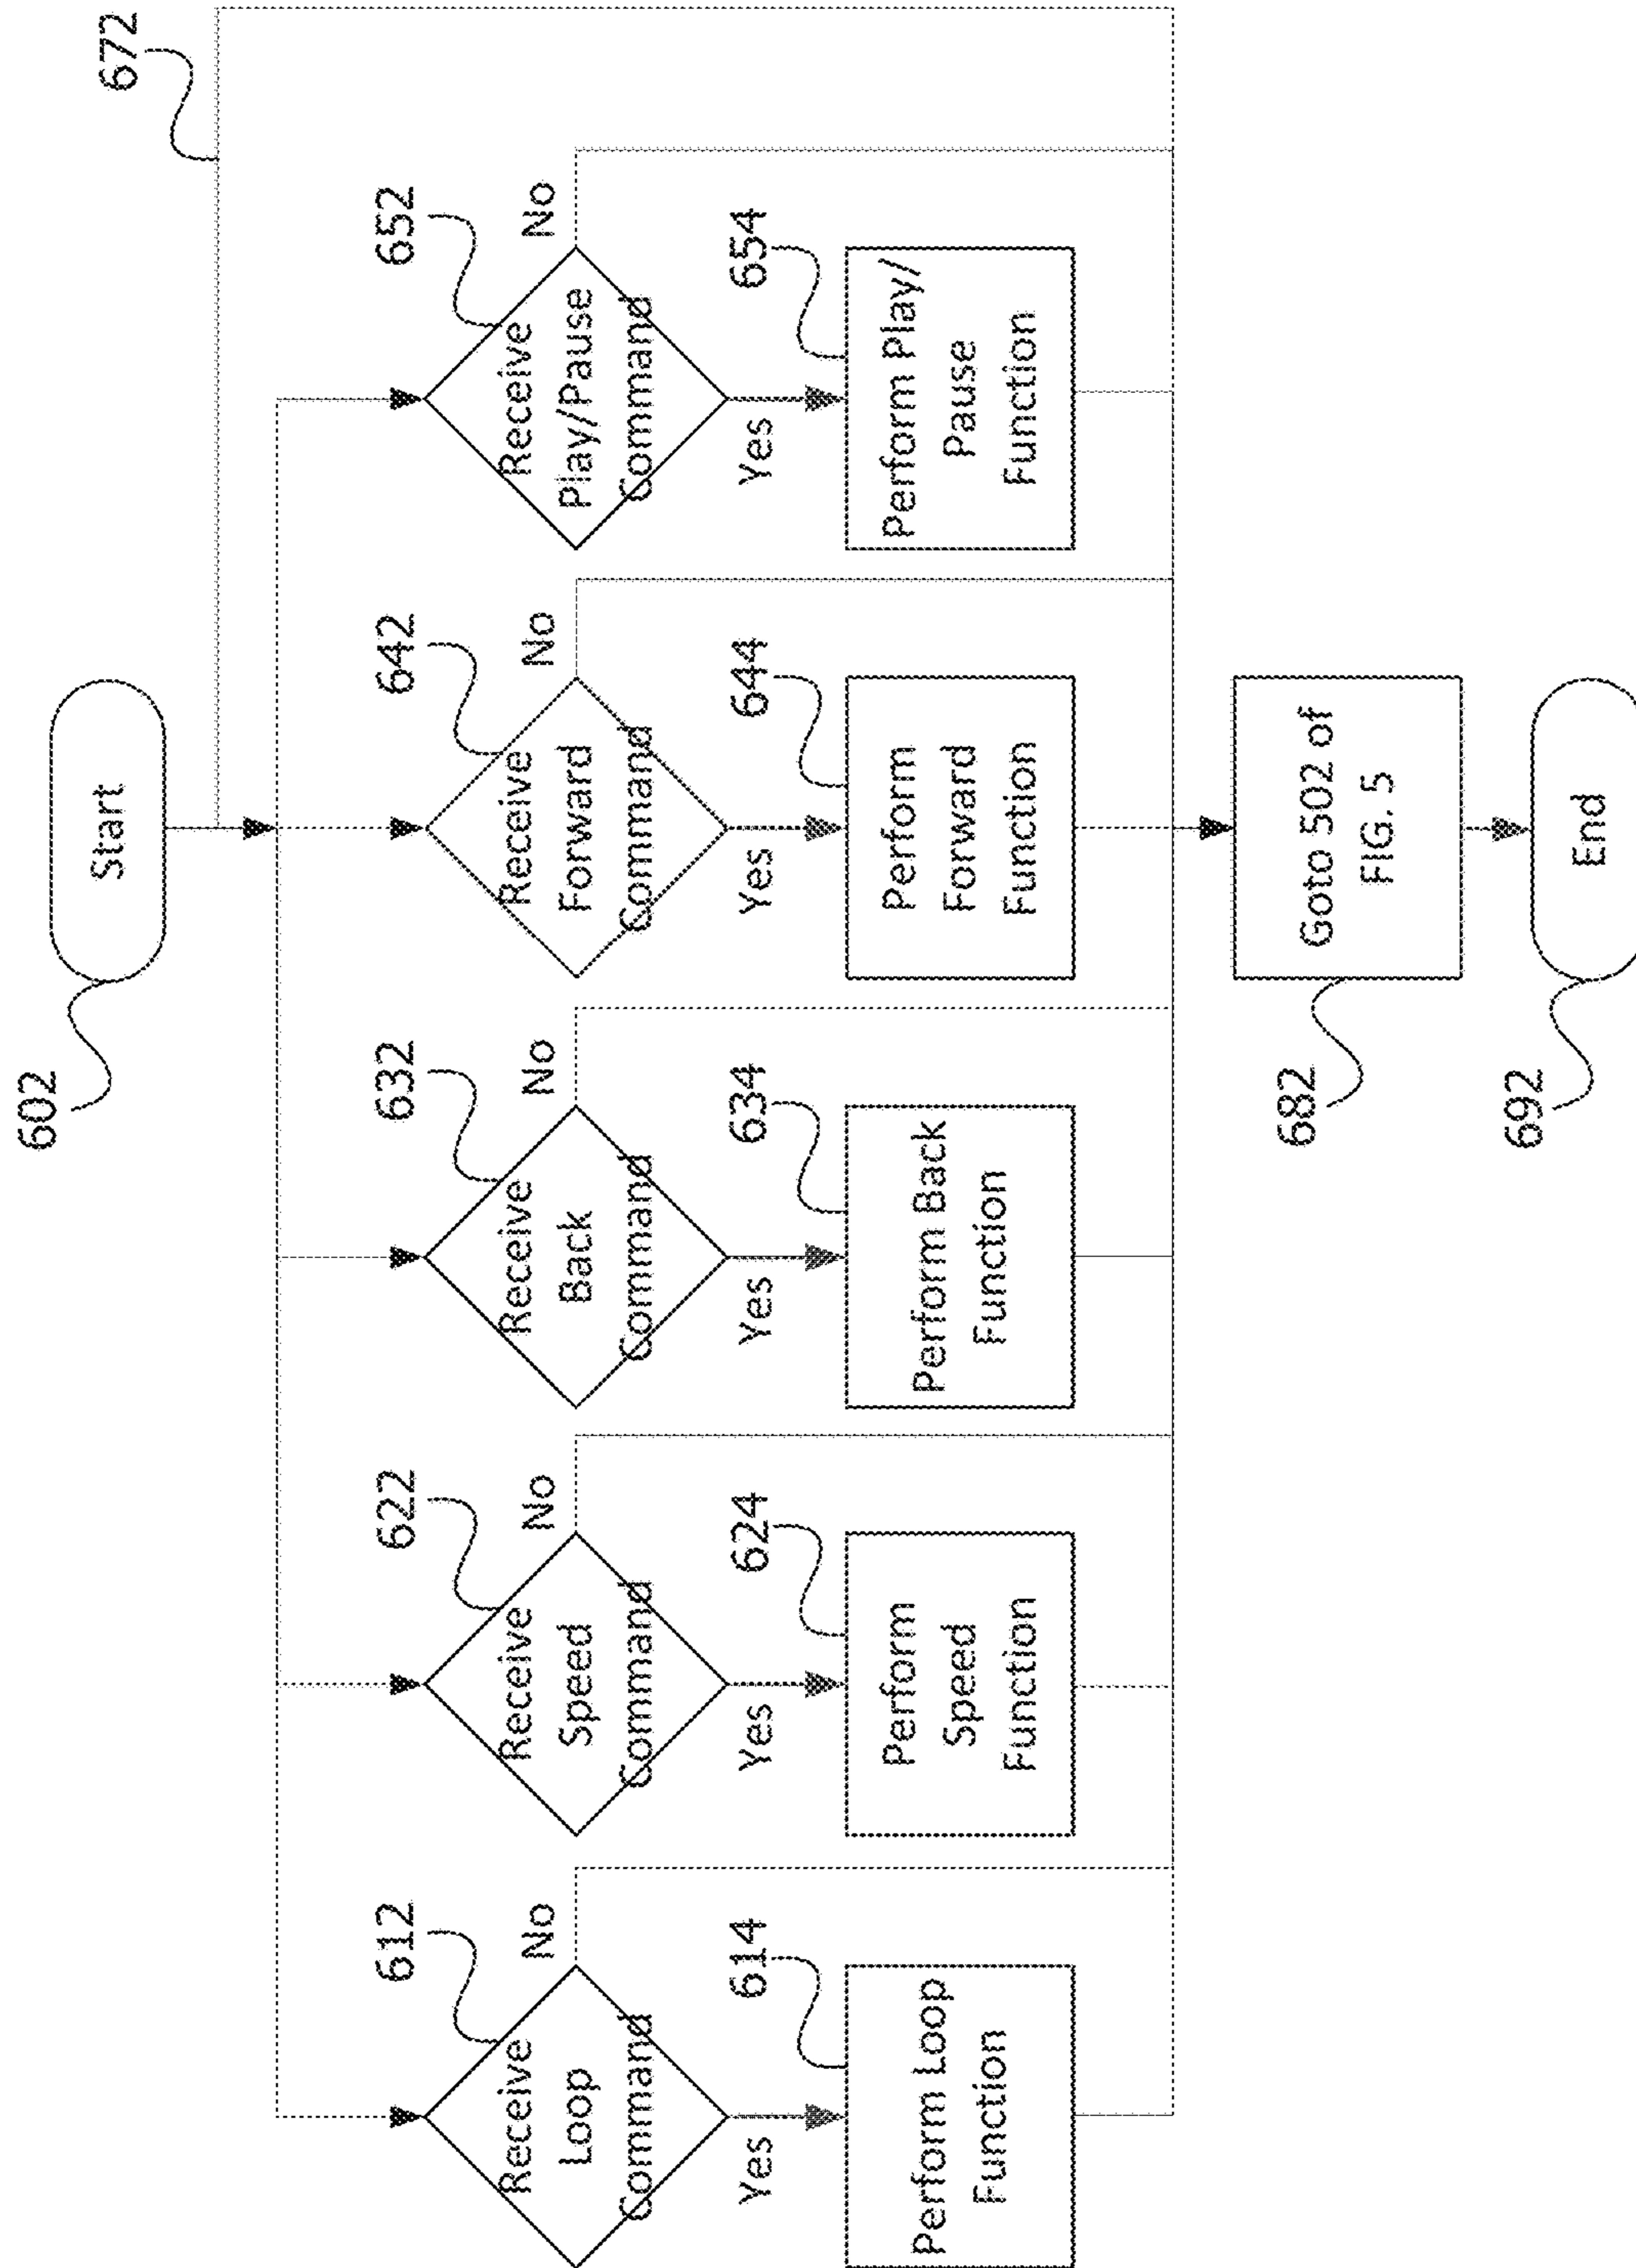 602
Start
672
612
Receive
Loop
Command
No
Yes
614
Perform Loop
Function
622
Receive
Speed
Command
No
Yes
624
Perform
Speed
Function
632
Receive
Back
Command
No
Yes
634
Perform Back
Function
642
Receive
Forward
Command
No
Yes
644
Perform
Forward
Function
652
Receive
Play/Pause
Command
No
Yes
654
Perform Play/
Pause
Function
682
Goto 502 of
FIG. 5
692
End